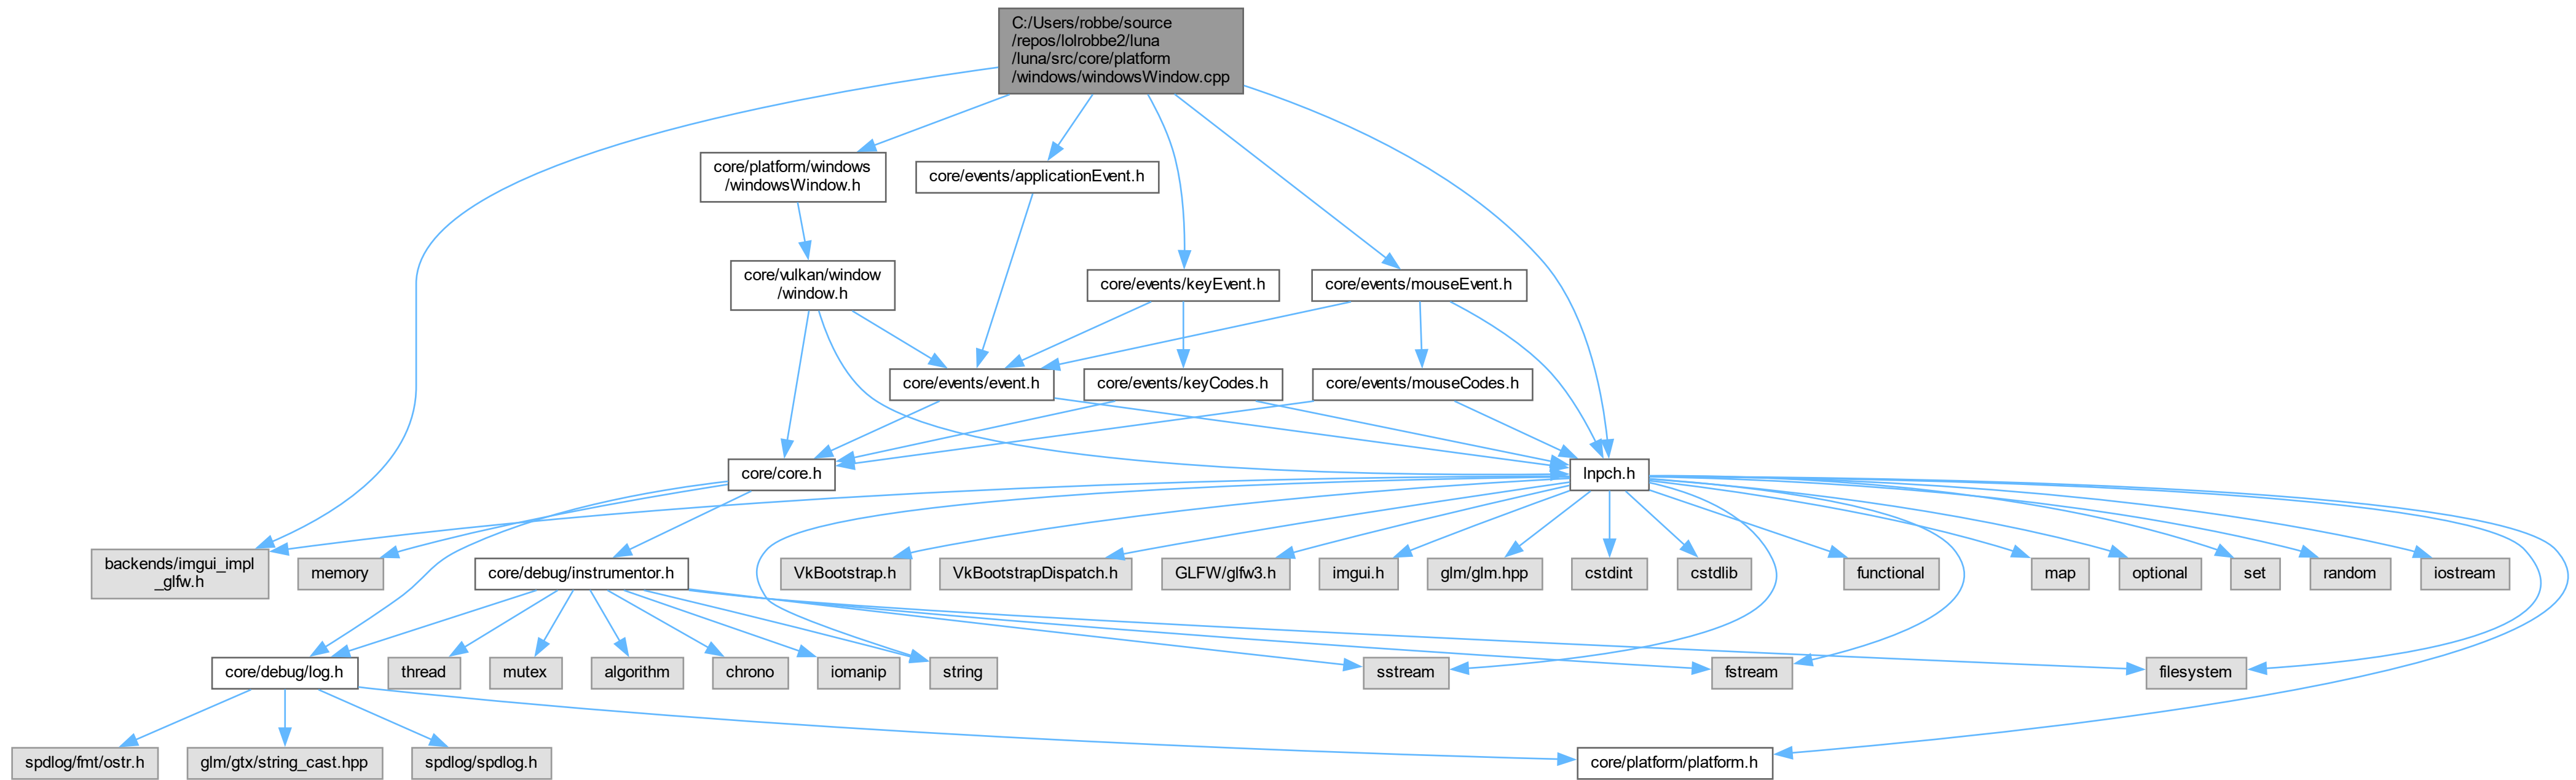 C:/Users/robbe/source
/repos/lolrobbe2/luna
/luna/src/core/platform
/windows/windowsWindow.cpp
core/platform/windows
/windowsWindow.h
core/events/applicationEvent.h
core/vulkan/window
/window.h
core/events/keyEvent.h
core/events/mouseEvent.h
core/events/event.h
core/events/keyCodes.h
core/events/mouseCodes.h
core/core.h
lnpch.h
backends/imgui_impl
_glfw.h
memory
core/debug/instrumentor.h
VkBootstrap.h
VkBootstrapDispatch.h
GLFW/glfw3.h
imgui.h
glm/glm.hpp
cstdint
cstdlib
functional
map
optional
set
random
iostream
core/debug/log.h
thread
mutex
algorithm
chrono
iomanip
string
sstream
fstream
filesystem
spdlog/fmt/ostr.h
glm/gtx/string_cast.hpp
spdlog/spdlog.h
core/platform/platform.h